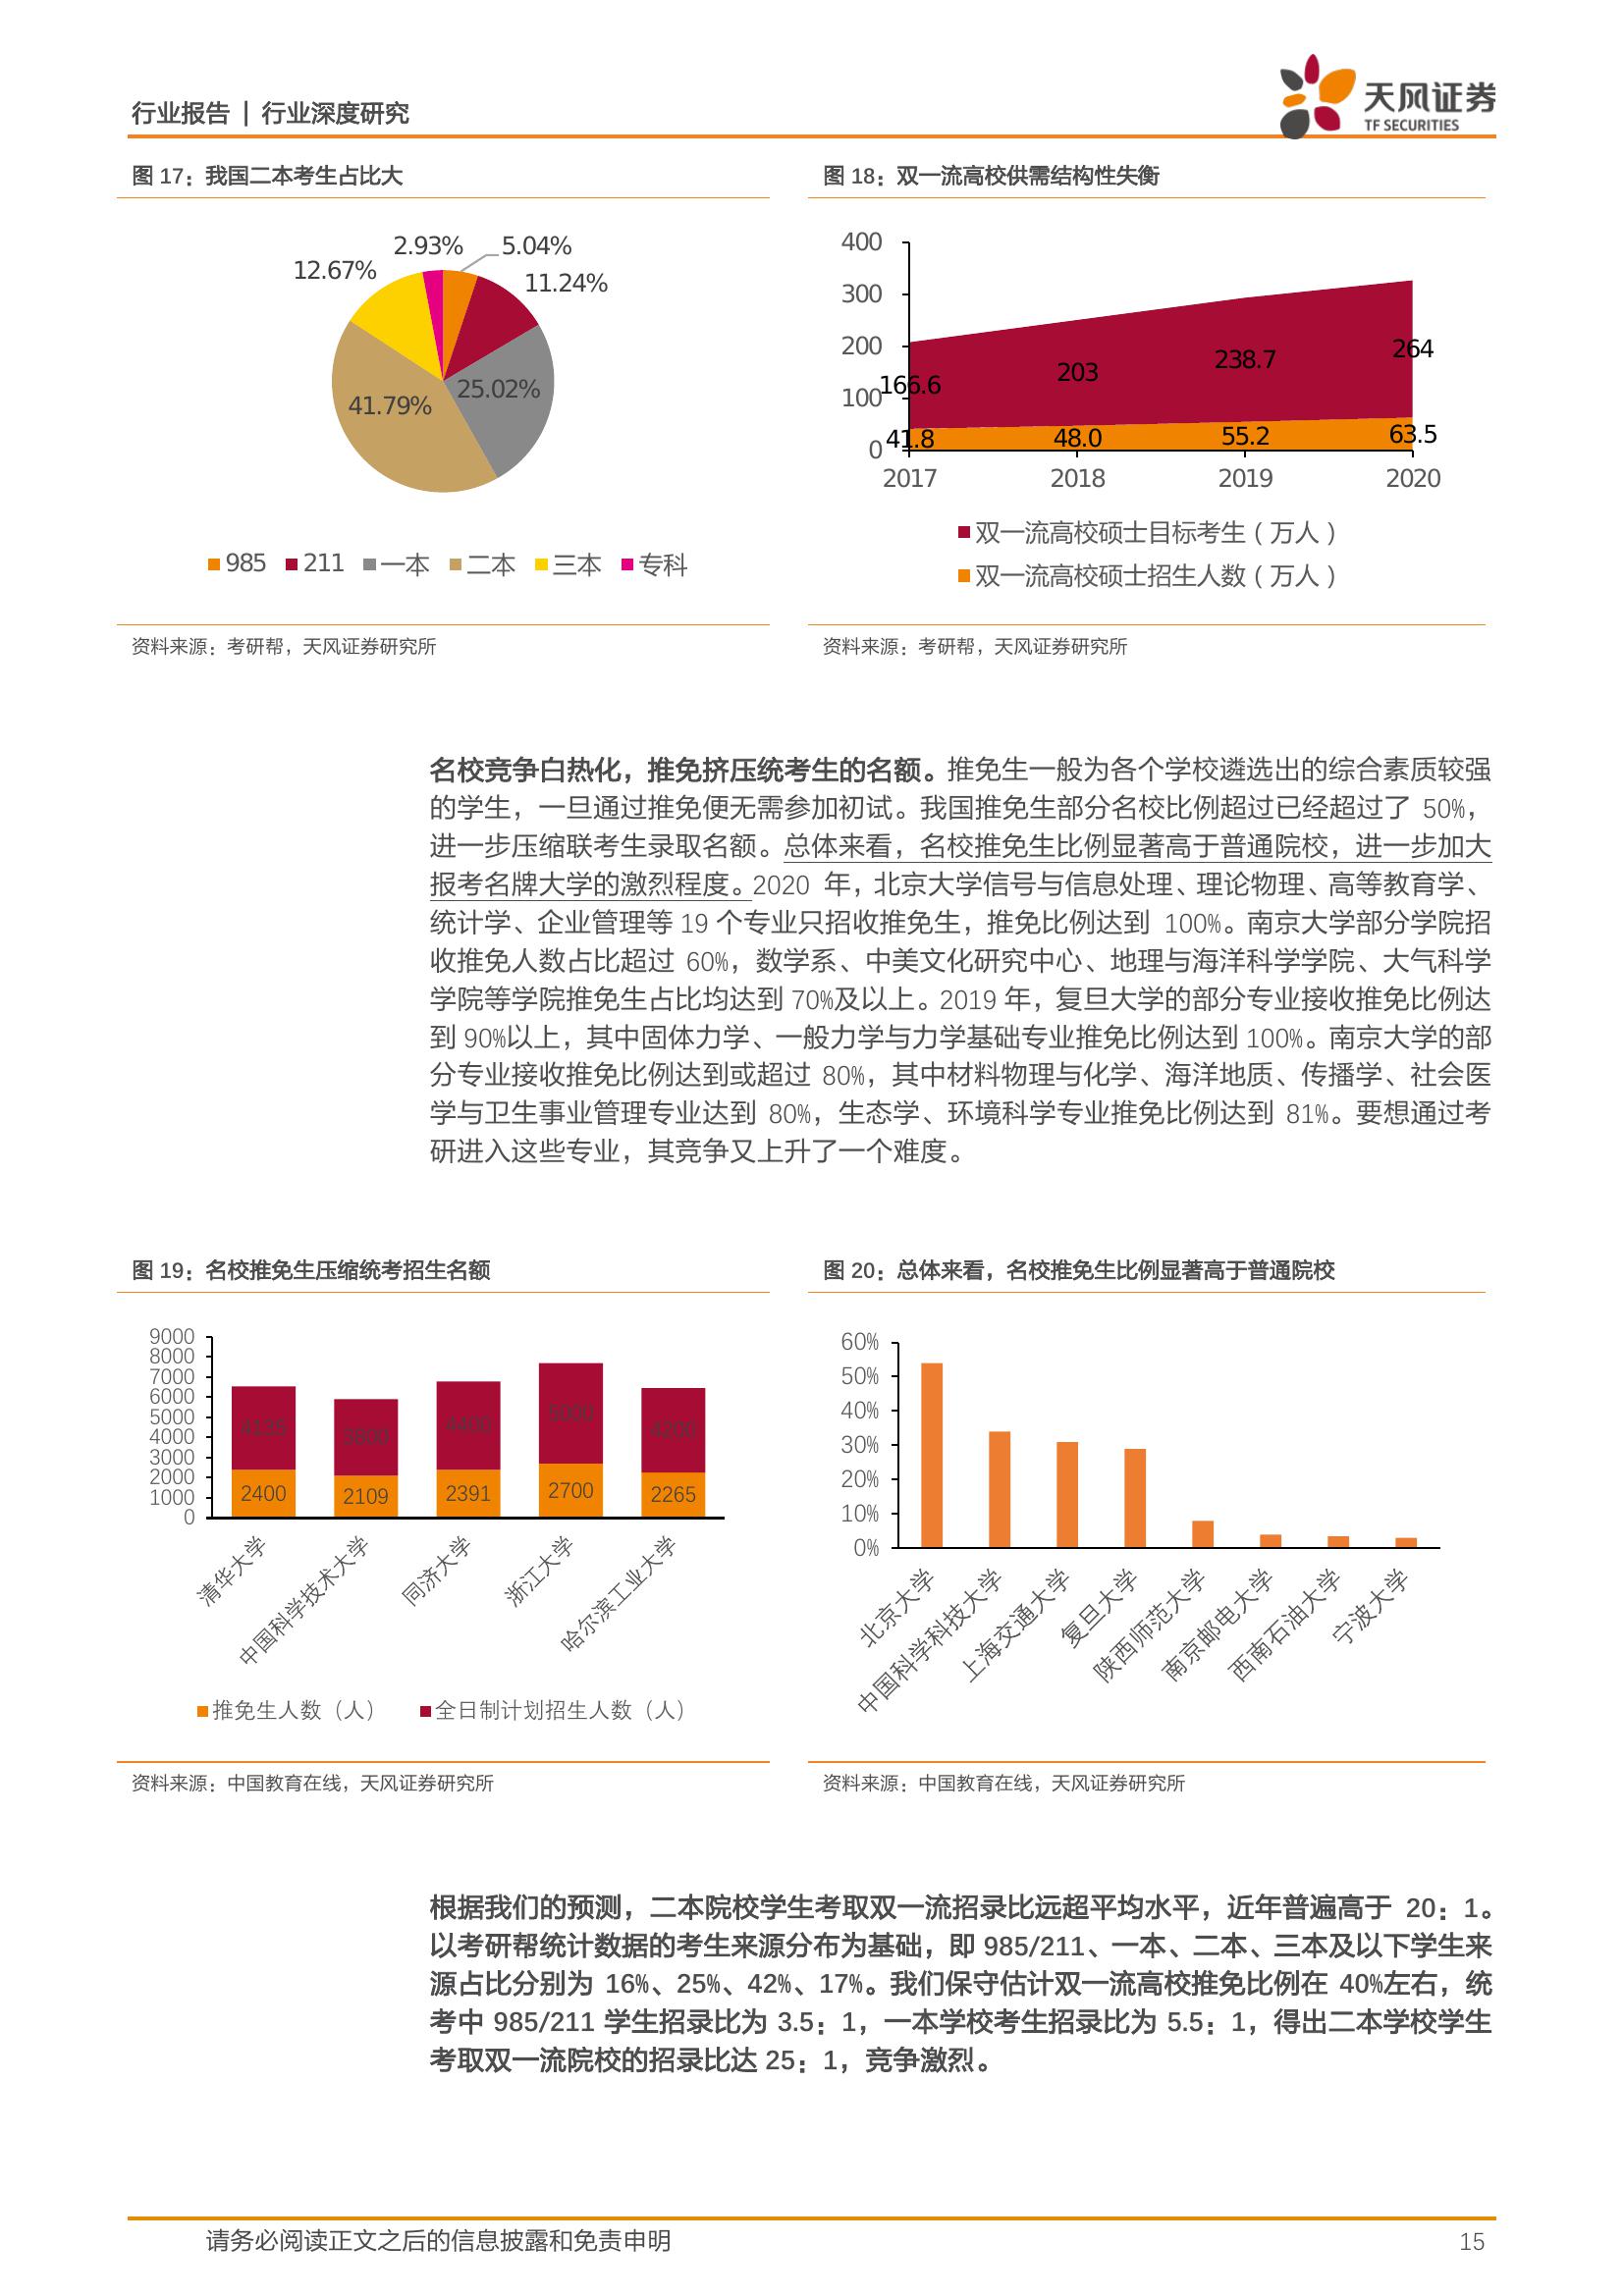 行业报告 | 行业深度研究
天风证券
TF SECURITIES
图 17：我国二本考生占比大
2.93%
5.04%
12.67%
11.24%
25.02%
41.79%
985 211 一本 二本 三本 专科
资料来源：考研帮，天风证券研究所
图 18：双一流高校供需结构性失衡
400
300
200
100
0
166.6
203
238.7
264
41.8
48.0
55.2
63.5
2017 2018 2019 2020
双一流高校硕士目标考生（万人）
双一流高校硕士招生人数（万人）
资料来源：考研帮，天风证券研究所
名校竞争白热化，推免挤压统考生的名额。推免生一般为各个学校遴选出的综合素质较强
的学生，一旦通过推免便无需参加初试。我国推免生部分名校比例超过已经超过了 50%，
进一步压缩联考生录取名额。总体来看，名校推免生比例显著高于普通院校，进一步加大
报考名牌大学的激烈程度。2020 年，北京大学信号与信息处理、理论物理、高等教育学、
统计学、企业管理等 19 个专业只招收推免生，推免比例达到 100%。南京大学部分学院招
收推免人数占比超过 60%，数学系、中美文化研究中心、地理与海洋科学学院、大气科学
学院等学院推免生占比均达到 70%及以上。2019 年，复旦大学的部分专业接收推免比例达
到 90%以上，其中固体力学、一般力学与力学基础专业推免比例达到 100%。南京大学的部
分专业接收推免比例达到或超过 80%，其中材料物理与化学、海洋地质、传播学、社会医
学与卫生事业管理专业达到 80%，生态学、环境科学专业推免比例达到 81%。要想通过考
研进入这些专业，其竞争又上升了一个难度。
图 19：名校推免生压缩统考招生名额
9000
8000
7000
6000
5000
4000
3000
2000
1000
0
4135
3800
4400
5000
4200
2400
2109
2391
2700
2265
清华大学
中国科学技术大学
同济大学
浙江大学
哈尔滨工业大学
推免生人数（人） 全日制计划招生人数（人）
资料来源：中国教育在线，天风证券研究所
图 20：总体来看，名校推免生比例显著高于普通院校
60%
50%
40%
30%
20%
10%
0%
北京大学
中国科学科技大学
上海交通大学
复旦大学
陕西师范大学
南京邮电大学
西南石油大学
宁波大学
资料来源：中国教育在线，天风证券研究所
根据我们的预测，二本院校学生考取双一流招录比远超平均水平，近年普遍高于 20：1。
以考研帮统计数据的考生来源分布为基础，即 985/211、一本、二本、三本及以下学生来
源占比分别为 16%、25%、42%、17%。我们保守估计双一流高校推免比例在 40%左右，统
考中 985/211 学生招录比为 3.5：1，一本学校考生招录比为 5.5：1，得出二本学校学生
考取双一流院校的招录比达 25：1，竞争激烈。
请务必阅读正文之后的信息披露和免责申明
15